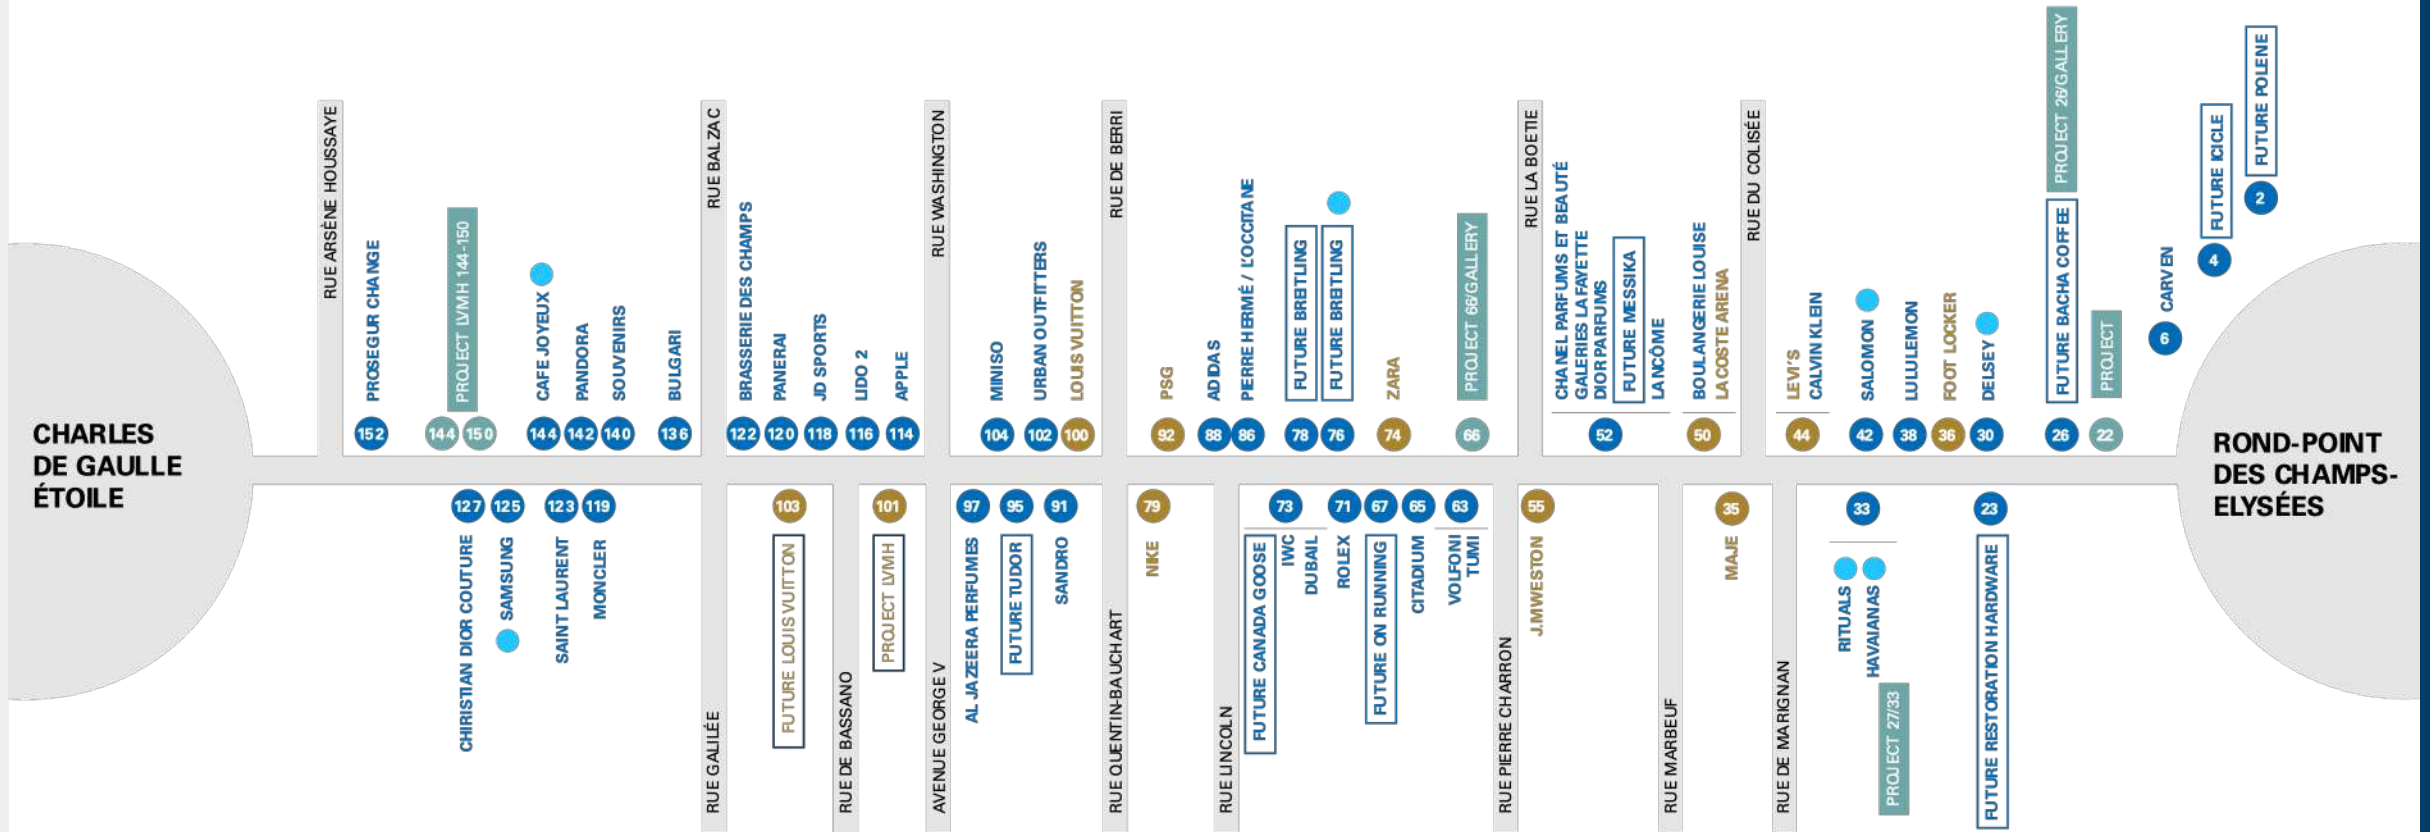 CHARLES
DE GAULLE
ÉTOILE
RUE ARSÈNE HOUSSAYE
PROSEGUR CHANGE
152
PROJECT LVMH 144 -150
144
150
CAFE JOYEUX
144
PANDORA
142
SOUVENIRS
140
BULGARI
136
RUE BALZAC
BRASSERIE DES CHAMPS
122
PANERAI
120
JD SPORTS
118
LIDO 2
116
APPLE
114
RUE WASHINGTON
MINISO
104
URBAN OUTFITTERS
102
LOUIS VUITTON
100
RUE DE BERRI
PSG
92
ADIDAS
88
PIERRE HERMÉ / L'OCCITANE
86
FUTURE BREITLING
78
FUTURE BREITLING
76
ZARA
74
PROJECT 66/GALLERY
66
RUE LA BOETIE
CHANEL PARFUMS ET BEAUTÉ
GALERIES LAFAYETTE
DIOR PARFUMS
FUTURE MESSIKA
LANCÔME
52
BOULANGERIE LOUISE
LACOSTE ARENA
50
RUE DU COLISÉE
LEVI'S
CALVIN KLEIN
44
SALOMON
42
LULULEMON
38
FOOT LOCKER
36
DELSEY
30
PROJECT 26/GALLERY
FUTURE BACHA COFFEE
26
PROJECT
22
CARVEN
6
FUTURE ICICLE
4
FUTURE POLENE
2
ROND-POINT
DES CHAMPS-
ELYSÉES
127
CHRISTIAN DIOR COUTURE
125
SAMSUNG
123
SAINT LAURENT
119
MONCLER
RUE GALILÉE
103
FUTURE LOUIS VUITTON
RUE DE BASSANO
101
PROJECT LVMH
AVENUE GEORGE V
97
AL JAZEERA PERFUMES
95
FUTURE TUDOR
91
SANDRO
RUE QUENTIN-BAUCHART
79
NIKE
RUE LINCOLN
73
FUTURE CANADA GOOSE
IWC
DUBAIL
71
ROLEX
67
FUTURE ON RUNNING
65
CITADIUM
63
VOLFONI
TUMI
RUE PIERRE CHARRON
55
J.M WESTON
RUE MARBEUF
35
MAJE
RUE DE MARIGNAN
33
RITUALS
HAVAIANAS
PROJECT 27/33
23
FUTURE RESTORATION HARDWARE